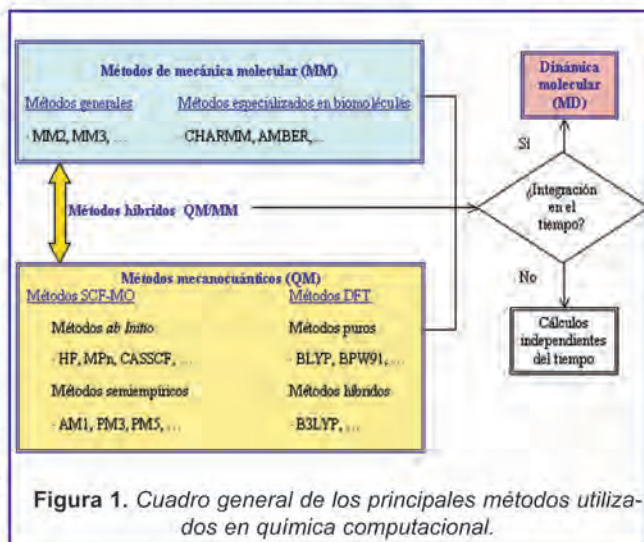 Métodos de mecánica molecular (MM)
Métodos generales
Métodos especializados en biomoléculas
· MM2, MM3, …
· CHARMM, AMBER,…
Métodos híbridos QM/MM
Métodos mecanocuánticos (QM)
Métodos SCF-MO
Métodos ab Initio
· HF, MPn, CASSCF, …
Métodos semiempíricos
· AM1, PM3, PM5, …
Métodos DFT
Métodos puros
· BLYP, BPW91, …
Métodos híbridos
· B3LYP, …
Dinámica
molecular
(MD)
Sí
¿Integración
en el
tiempo?
No
Cálculos
independientes
del tiempo
Figura 1. Cuadro general de los principales métodos utiliza-
dos en química computacional.